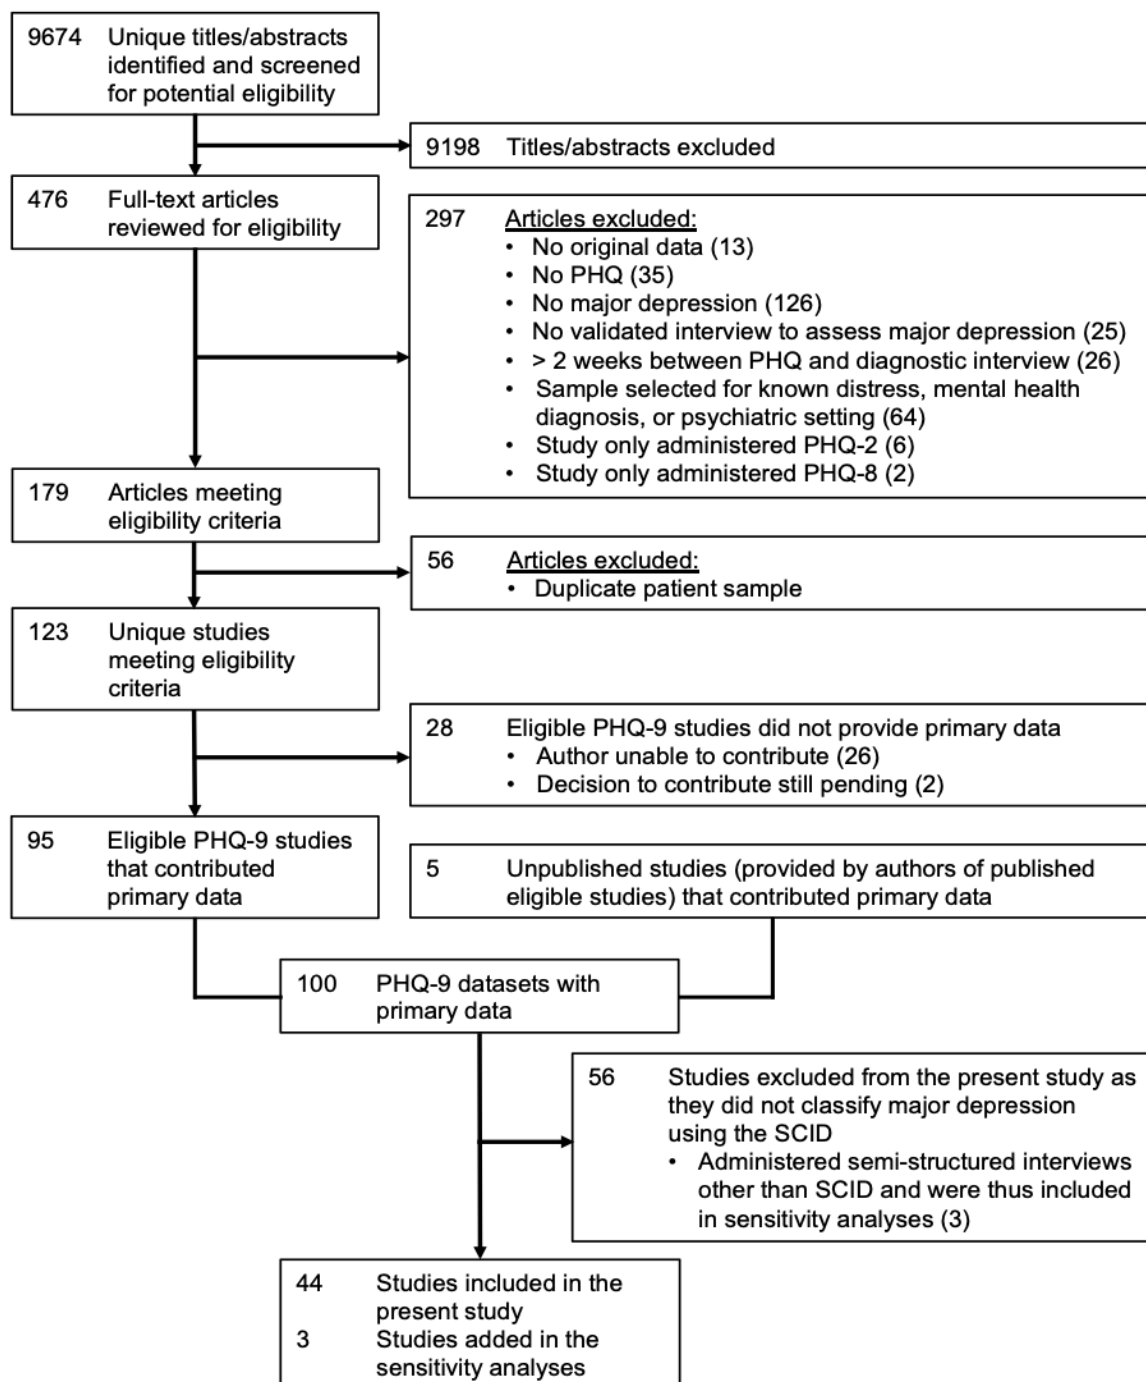 9674 Unique titles/abstracts
identified and screened
for potential eligibility
9198 Titles/abstracts excluded
476 Full-text articles
reviewed for eligibility
297 Articles excluded:
• No original data (13)
• No PHQ (35)
• No major depression (126)
• No validated interview to assess major depression (25)
• > 2 weeks between PHQ and diagnostic interview (26)
• Sample selected for known distress, mental health
diagnosis, or psychiatric setting (64)
• Study only administered PHQ-2 (6)
• Study only administered PHQ-8 (2)
179 Articles meeting
eligibility criteria
56 Articles excluded:
• Duplicate patient sample
123 Unique studies
meeting eligibility
criteria
28 Eligible PHQ-9 studies did not provide primary data
• Author unable to contribute (26)
• Decision to contribute still pending (2)
95 Eligible PHQ-9 studies
that contributed
primary data
5 Unpublished studies (provided by authors of published
eligible studies) that contributed primary data
100 PHQ-9 datasets with
primary data
56 Studies excluded from the present study as
they did not classify major depression
using the SCID
• Administered semi-structured interviews
other than SCID and were thus included
in sensitivity analyses (3)
44 Studies included in the
present study
3 Studies added in the
sensitivity analyses